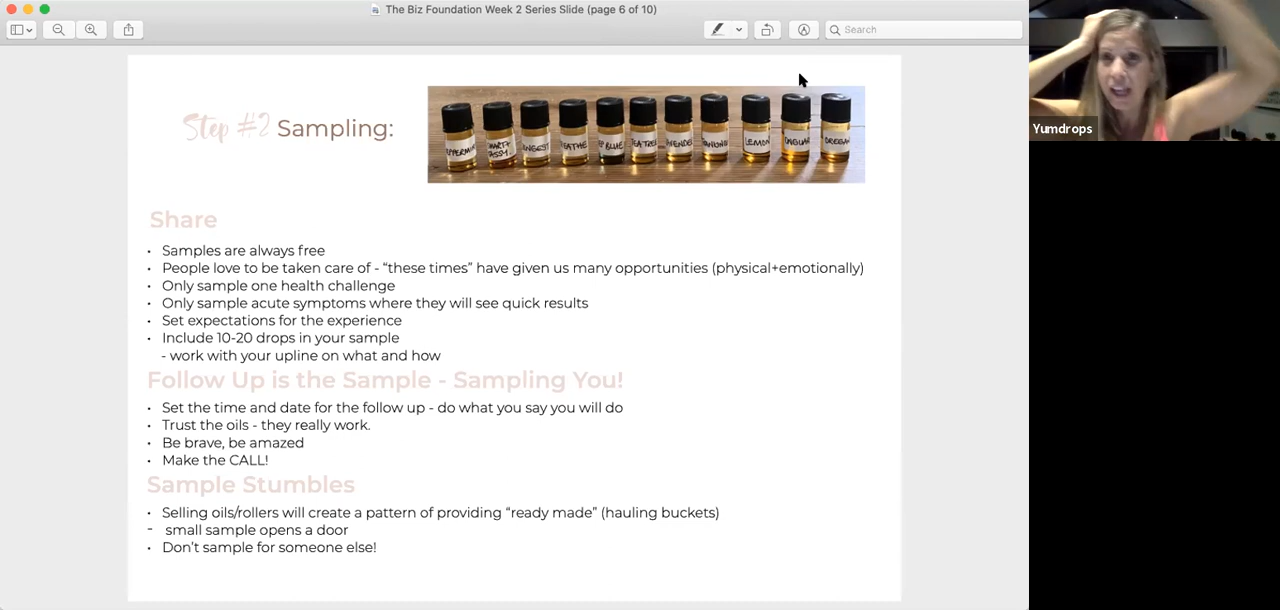 The Biz Foundation Week 2 Series Slide (page 6 of 10)
Search
Yumdrops
Step #2 Sampling:
LEMON
Share
• Samples are always free
• People love to be taken care of - “these times” have given us many opportunities (physical+emotionally)
• Only sample one health challenge
• Only sample acute symptoms where they will see quick results
• Set expectations for the experience
• Include 10-20 drops in your sample
- work with your upline on what and how
Follow Up is the Sample - Sampling You!
• Set the time and date for the follow up - do what you say you will do
• Trust the oils - they really work.
• Be brave, be amazed
• Make the CALL!
Sample Stumbles
• Selling oils/rollers will create a pattern of providing “ready made” (hauling buckets)
- small sample opens a door
• Don’t sample for someone else!